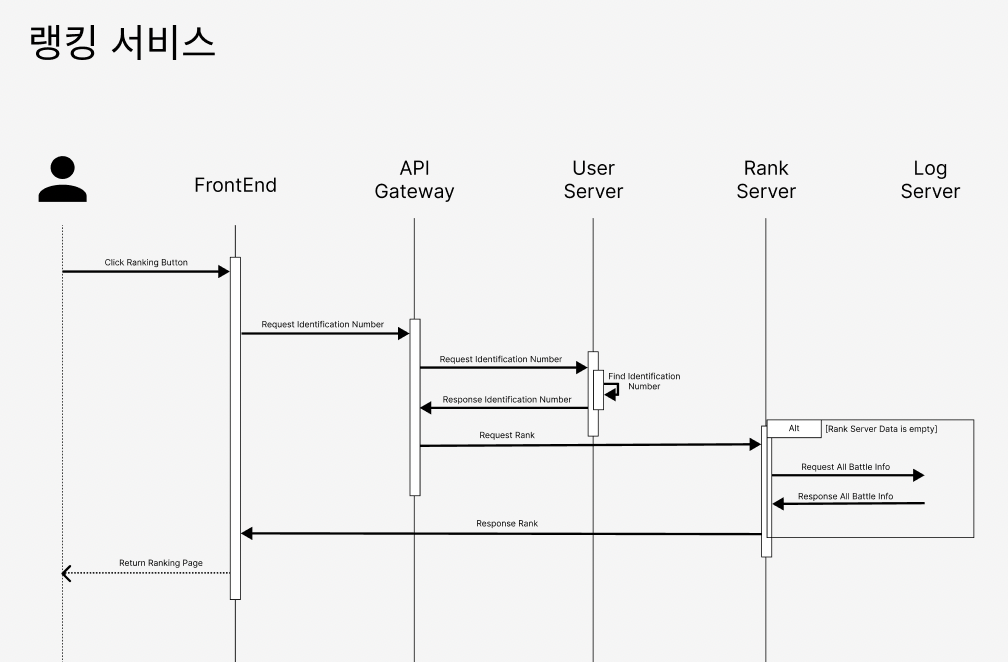 랭킹 서비스
FrontEnd
API
Gateway
User
Server
Rank
Server
Log
Server
Click Ranking Button
Request Identification Number
Request Identification Number
Find Identification
Number
Response Identification Number
Alt
[Rank Server Data is empty]
Request Rank
Request All Battle Info
Response All Battle Info
Response Rank
Return Ranking Page